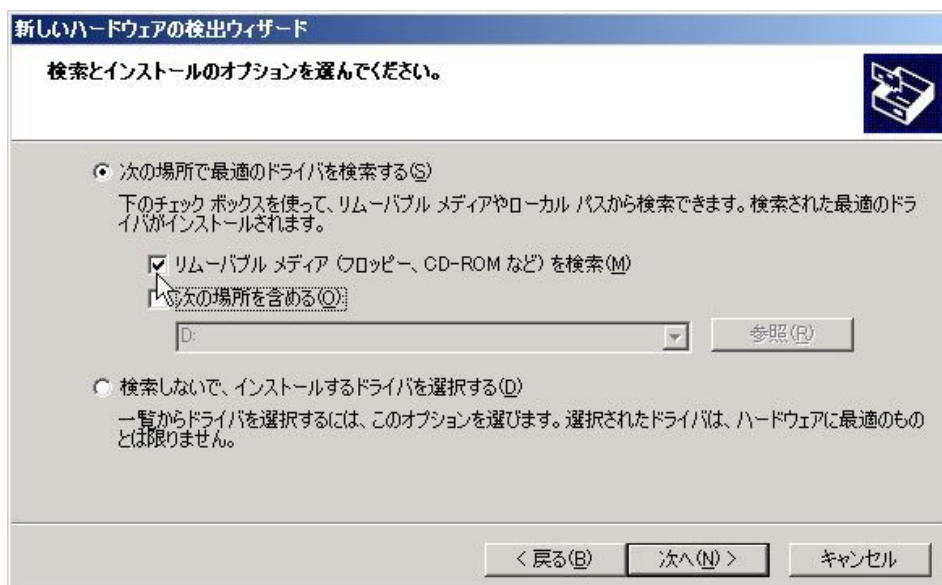 新しいハードウェアの検出ウィザード
検索とインストールのオプションを選んでください。
次の場所で最適のドライバを検索する(S)
下のチェック ボックスを使って、リムーバブル メディアやローカル パスから検索できます。検索された最適のドラ
イバがインストールされます。
リムーバブル メディア (フロッピー、CD-ROM など) を検索(M)
次の場所を含める(O):
D:
参照(R)
検索しないで、インストールするドライバを選択する(D)
一覧からドライバを選択するには、このオプションを選びます。選択されたドライバは、ハードウェアに最適のもの
とは限りません。
< 戻る(B)
次へ(N) >
キャンセル